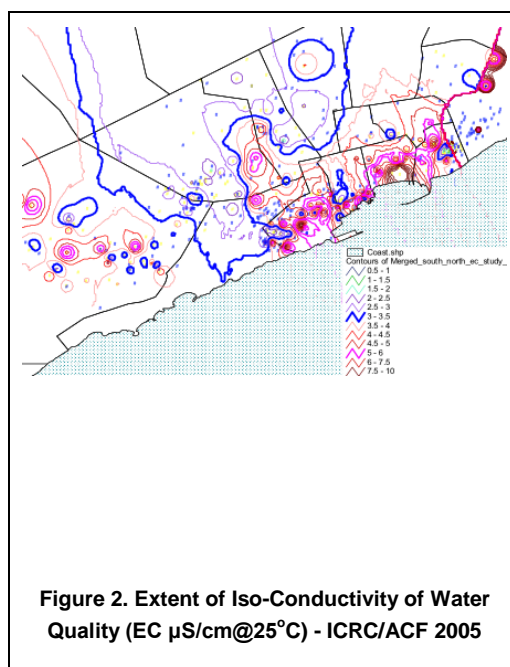 Coast.shp
Contours of Merged_south_north_ec_study_
0.5 - 1
1 - 1.5
1.5 - 2
2 - 2.5
2.5 - 3
3 - 3.5
3.5 - 4
4 - 4.5
4.5 - 5
5 - 6
6 - 7.5
7.5 - 10
Figure 2. Extent of Iso-Conductivity of Water
Quality (EC µS/cm@25°C) - ICRC/ACF 2005